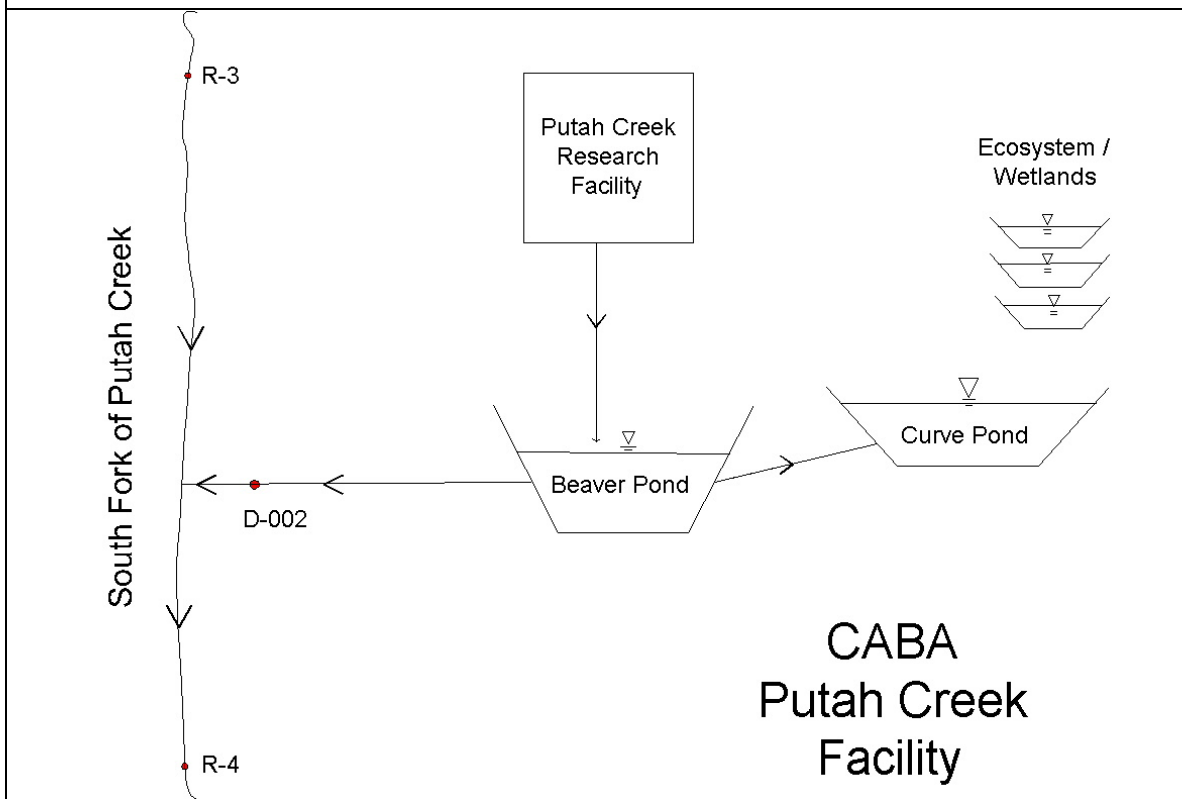 R-3
Putah Creek
Research
Facility
Ecosystem /
Wetlands
South Fork of Putah Creek
Curve Pond
Beaver Pond
D-002
CABA
Putah Creek
Facility
R-4